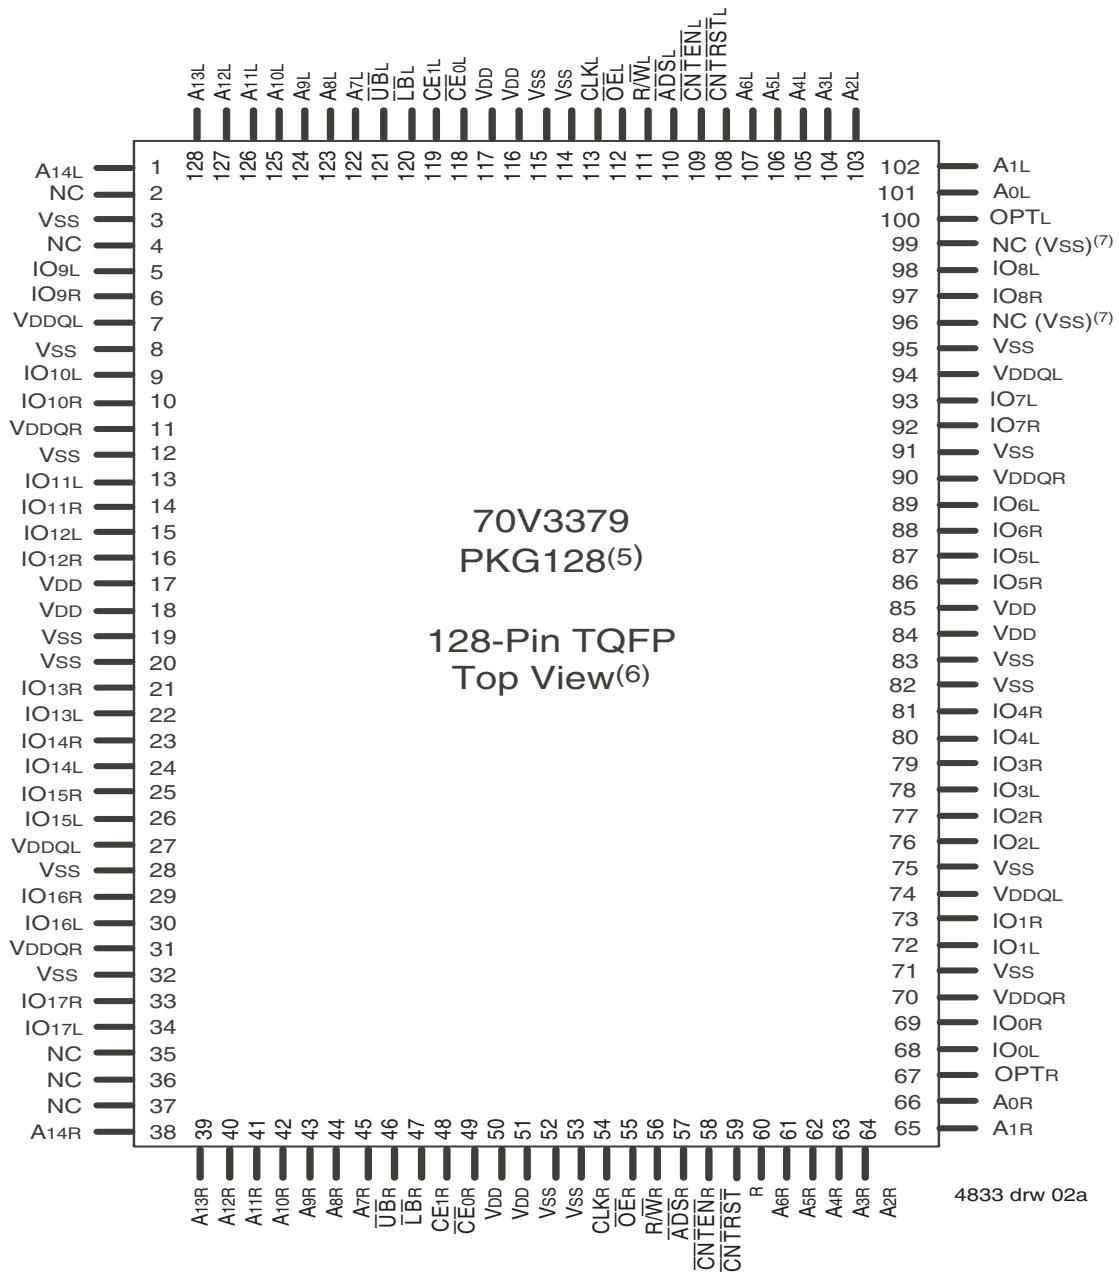 A13L
A12L
A11L
A10L
A9L
A8L
A7L
UBL
LBL
CE1L
CE0L
VDD
VDD
VSS
VSS
CLKL
OEL
R/WL
ADSL
CNTENL
CNTRSTL
A6L
A5L
A4L
A3L
A2L
128
127
126
125
124
123
122
121
120
119
118
117
116
115
114
113
112
111
110
109
108
107
106
105
104
103
A14L 1
NC 2
VSS 3
NC 4
IO9L 5
IO9R 6
VDDQL 7
VSS 8
IO10L 9
IO10R 10
VDDQR 11
VSS 12
IO11L 13
IO11R 14
IO12L 15
IO12R 16
VDD 17
VDD 18
VSS 19
VSS 20
IO13R 21
IO13L 22
IO14R 23
IO14L 24
IO15R 25
IO15L 26
VDDQL 27
VSS 28
IO16R 29
IO16L 30
VDDQR 31
VSS 32
IO17R 33
IO17L 34
NC 35
NC 36
NC 37
A14R 38
70V3379
PKG128(5)
128-Pin TQFP
Top View(6)
102 A1L
101 A0L
100 OPTL
99 NC (VSS)(7)
98 IO8L
97 IO8R
96 NC (VSS)(7)
95 VSS
94 VDDQL
93 IO7L
92 IO7R
91 VSS
90 VDDQR
89 IO6L
88 IO6R
87 IO5L
86 IO5R
85 VDD
84 VDD
83 VSS
82 VSS
81 IO4R
80 IO4L
79 IO3R
78 IO3L
77 IO2R
76 IO2L
75 VSS
74 VDDQL
73 IO1R
72 IO1L
71 VSS
70 VDDQR
69 IO0R
68 IO0L
67 OPTR
66 A0R
65 A1R
39
40
41
42
43
44
45
46
47
48
49
50
51
52
53
54
55
56
57
58
59
60
61
62
63
64
A13R
A12R
A11R
A10R
A9R
A8R
A7R
UBR
LBR
CE1R
CE0R
VDD
VDD
VSS
VSS
CLKR
OER
R/WR
ADSR
CNTENR
CNTRST
R
A6R
A5R
A4R
A3R
A2R
4833 drw 02a